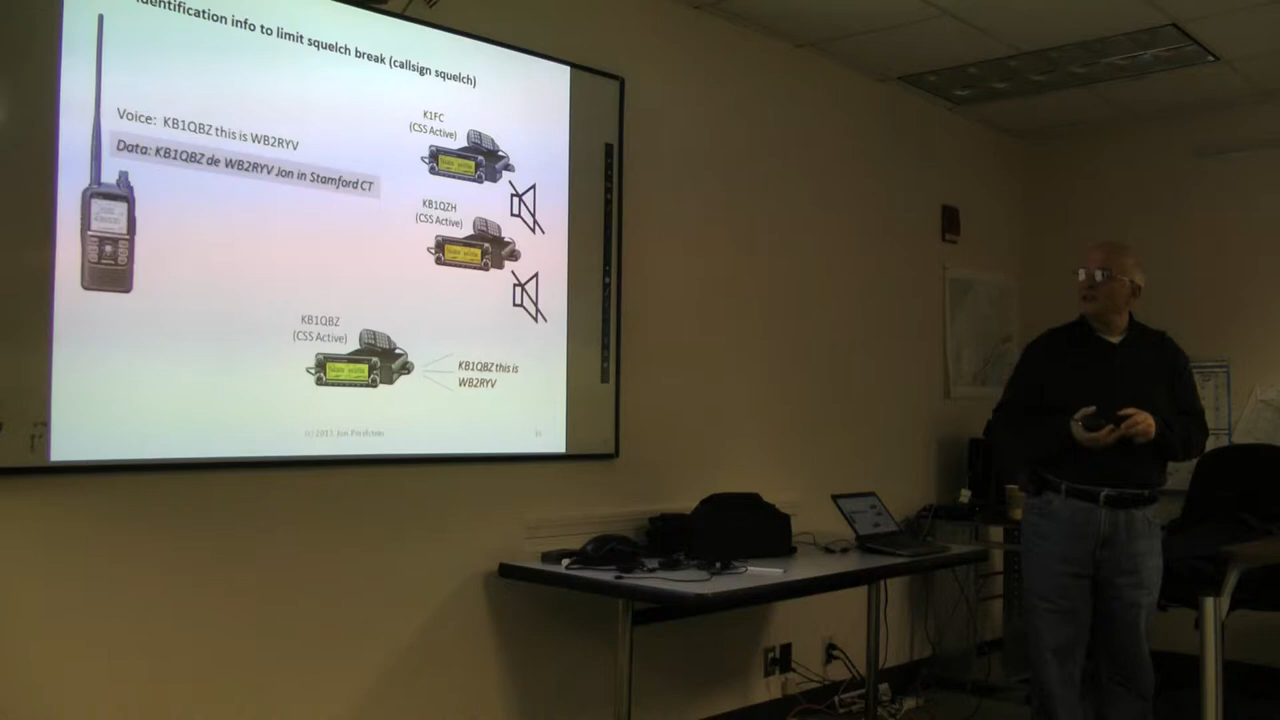 identification info to limit squelch break (callsign squelch)
Voice: KB1QBZ this is WB2RYV
Data: KB1QBZ de WB2RYV Jon in Stamford CT
K1FC
(CSS Active)
KB1QZH
(CSS Active)
KB1QBZ
(CSS Active)
KB1QBZ this is
WB2RYV